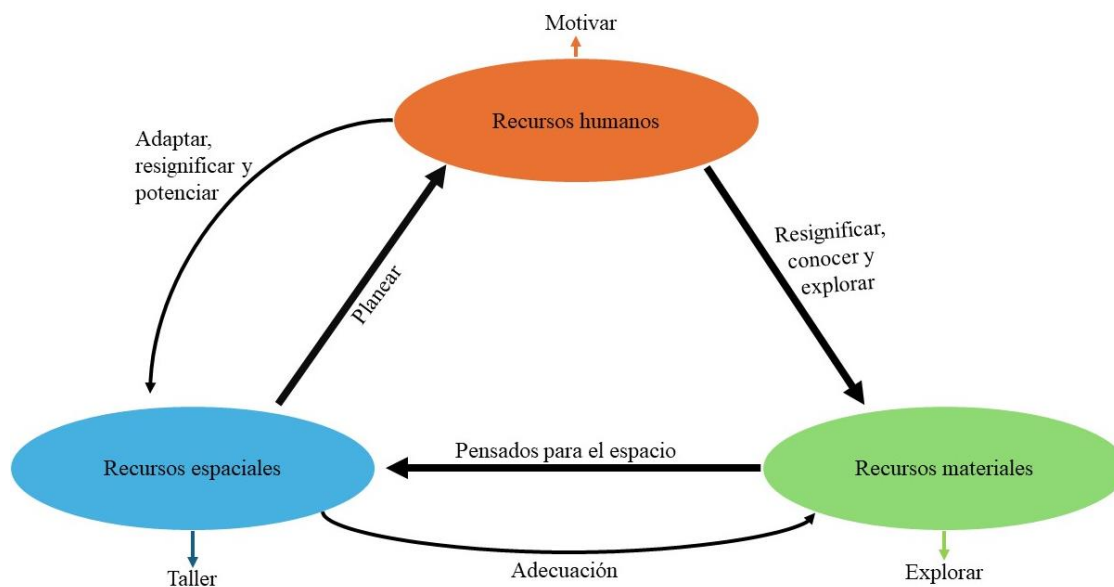 Motivar
Recursos humanos
Adaptar,
resignificar y
potenciar
Resignificar,
conocer y
explorar
Planear
Pensados para el espacio
Recursos espaciales
Recursos materiales
Adecuación
Taller
Explorar